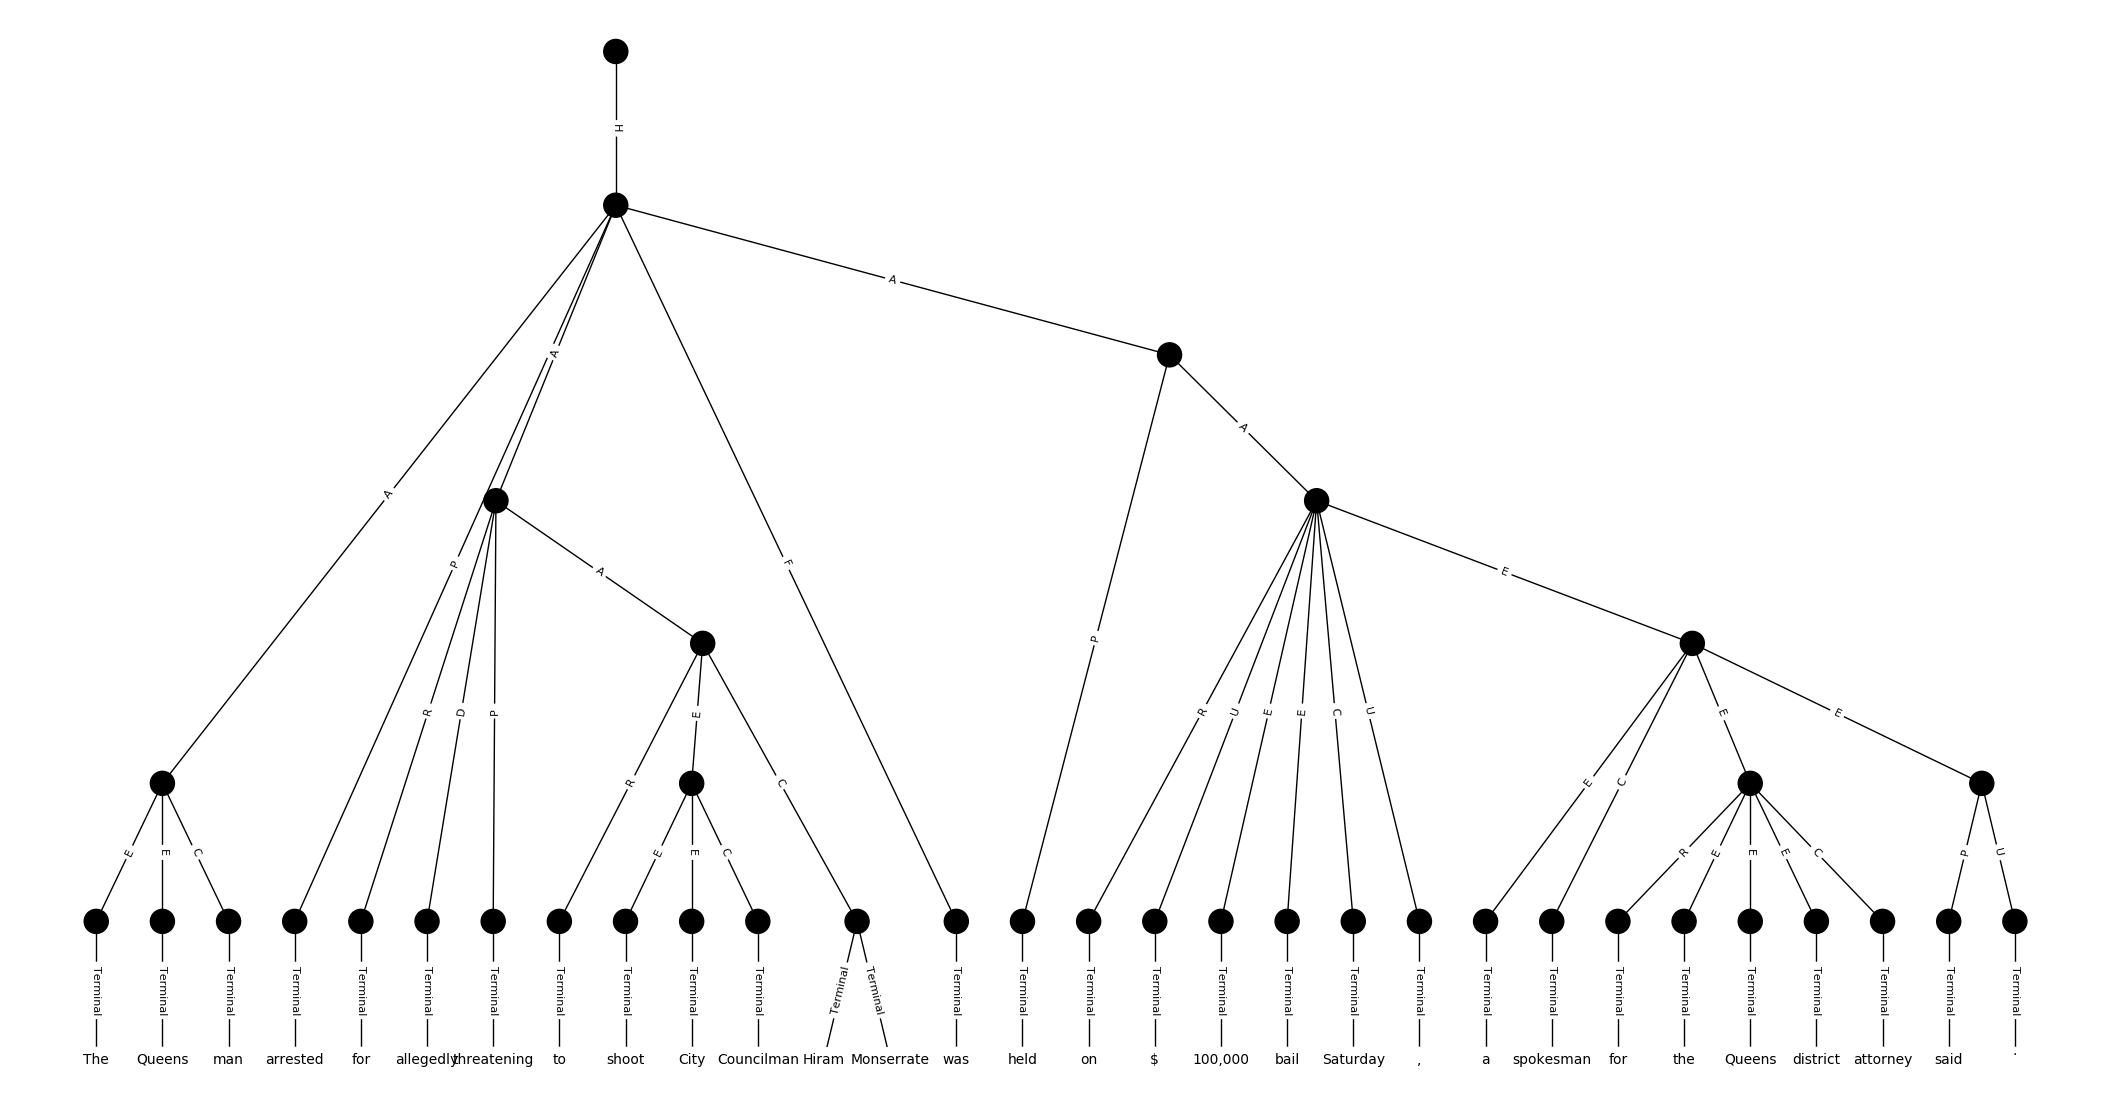 H
A
A
A
A
P
A
P
F
A
E
P
R
D
P
E
R
U
E
E
C
U
E
E
R
C
E
C
E
E
C
E
E
C
R
E
E
E
C
P
U
Terminal Terminal Terminal Terminal Terminal Terminal Terminal Terminal Terminal Terminal Terminal Terminal Terminal Terminal Terminal Terminal Terminal Terminal Terminal Terminal Terminal Terminal Terminal Terminal Terminal Terminal Terminal Terminal Terminal Terminal
The Queens man arrested for allegedly threatening to shoot City Councilman Hiram Monserrate was held on $ 100,000 bail Saturday , a spokesman for the Queens district attorney said .